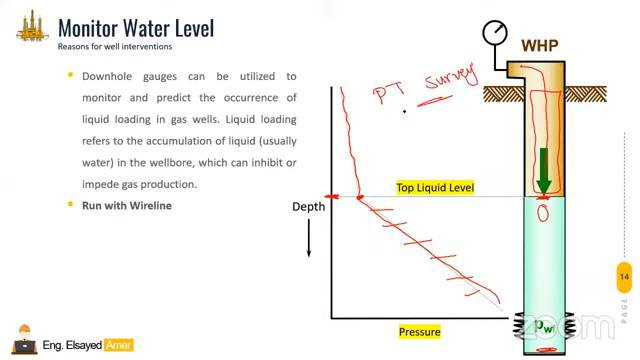 Monitor Water Level
Reasons for well interventions
Downhole gauges can be utilized to
monitor and predict the occurrence of
liquid loading in gas wells. Liquid loading
refers to the accumulation of liquid (usually
water) in the wellbore, which can inhibit or
impede gas production.
Run with Wireline
PT Survey
WHP
Top Liquid Level
Depth
Pressure
Pwf
zoom
PAGE 14
Eng. Elsayed Amer